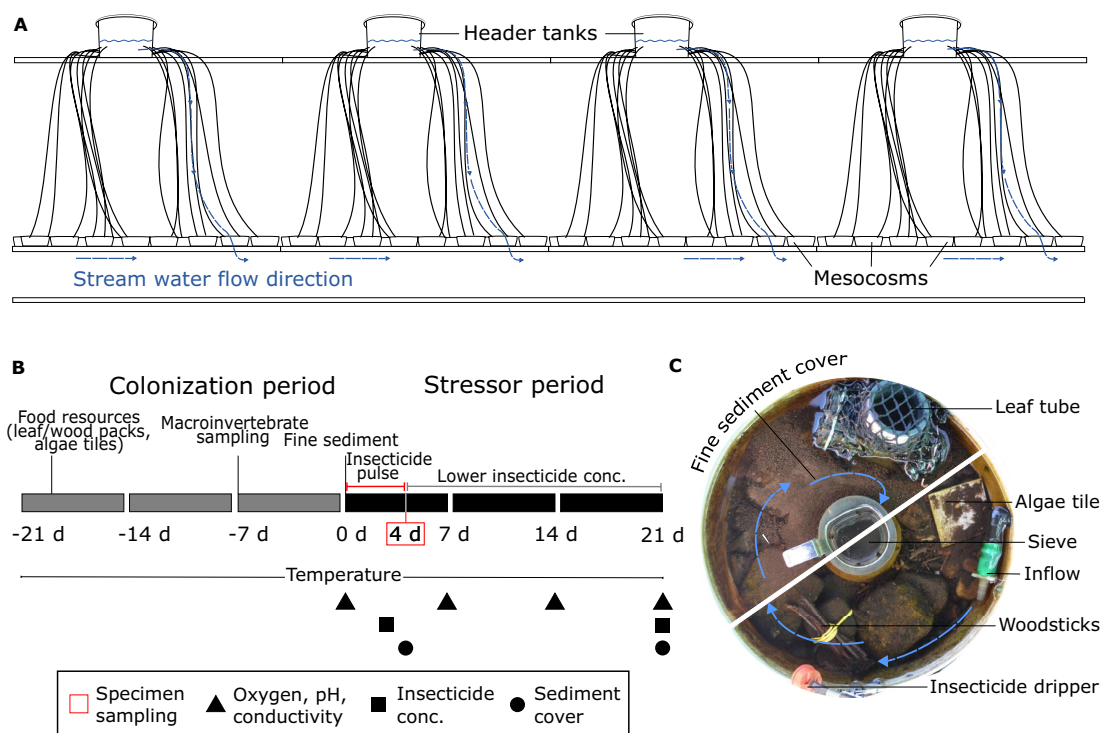 A
Header tanks
Stream water flow direction
Mesocosms
B
Colonization period
Stressor period
Food resources
(leaf/wood packs,
algae tiles)
Macroinvertebrate
sampling
Fine sediment
Insecticide
pulse
Lower insecticide conc.
-21 d
-14 d
-7 d
0 d
4 d
7 d
14 d
21 d
Temperature
Specimen
sampling
Oxygen, pH,
conductivity
Insecticide
conc.
Sediment
cover
C
Fine sediment cover
Leaf tube
Algae tile
Sieve
Inflow
Woodsticks
Insecticide dripper